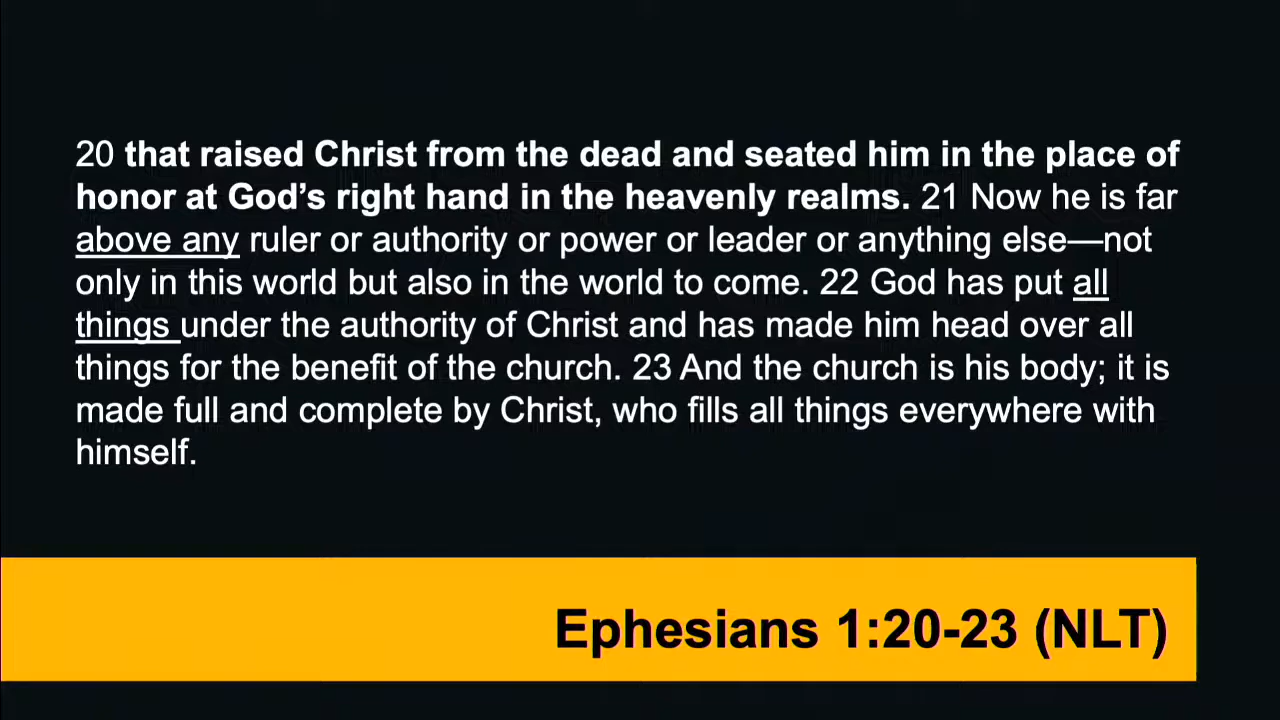 20 that raised Christ from the dead and seated him in the place of
honor at God’s right hand in the heavenly realms. 21 Now he is far
above any ruler or authority or power or leader or anything else—not
only in this world but also in the world to come. 22 God has put all
things under the authority of Christ and has made him head over all
things for the benefit of the church. 23 And the church is his body; it is
made full and complete by Christ, who fills all things everywhere with
himself.
Ephesians 1:20-23 (NLT)